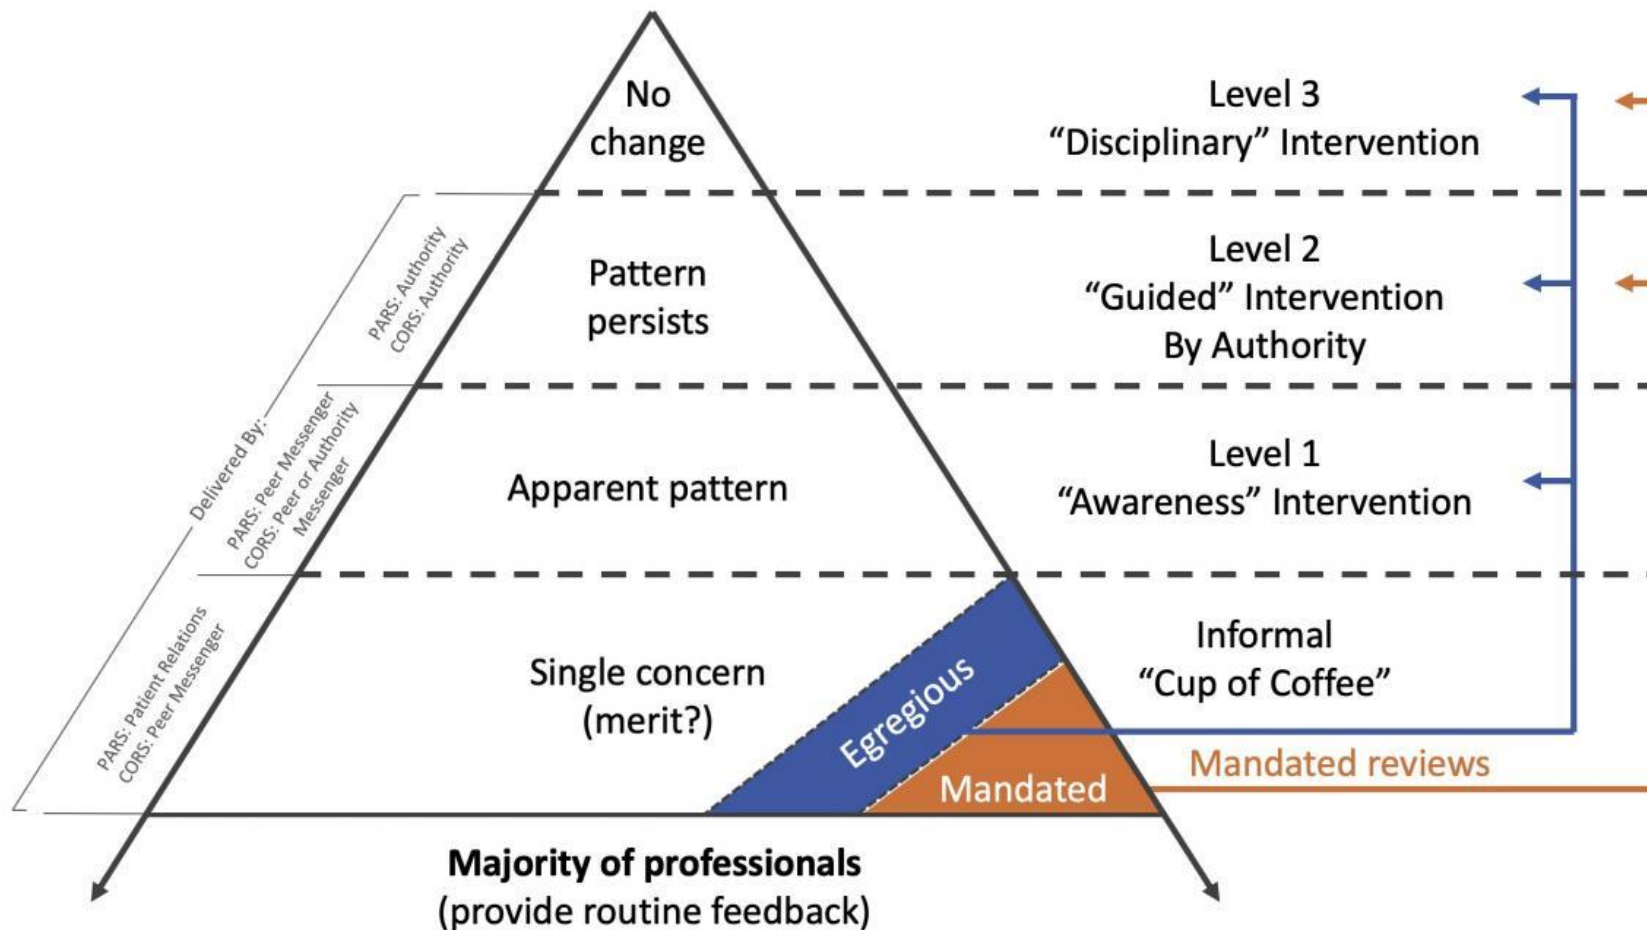 No
change
Level 3
“Disciplinary” Intervention
PARS: Authority
CORS: Authority
Pattern
persists
Level 2
“Guided” Intervention
By Authority
Delivered By:
PARS: Peer Messenger
CORS: Peer or Authority
Messenger
Apparent pattern
Level 1
“Awareness” Intervention
PARS: Patient Relations
CORS: Peer Messenger
Single concern
(merit?)
Egregious
Mandated
Informal
“Cup of Coffee”
Mandated reviews
Majority of professionals
(provide routine feedback)